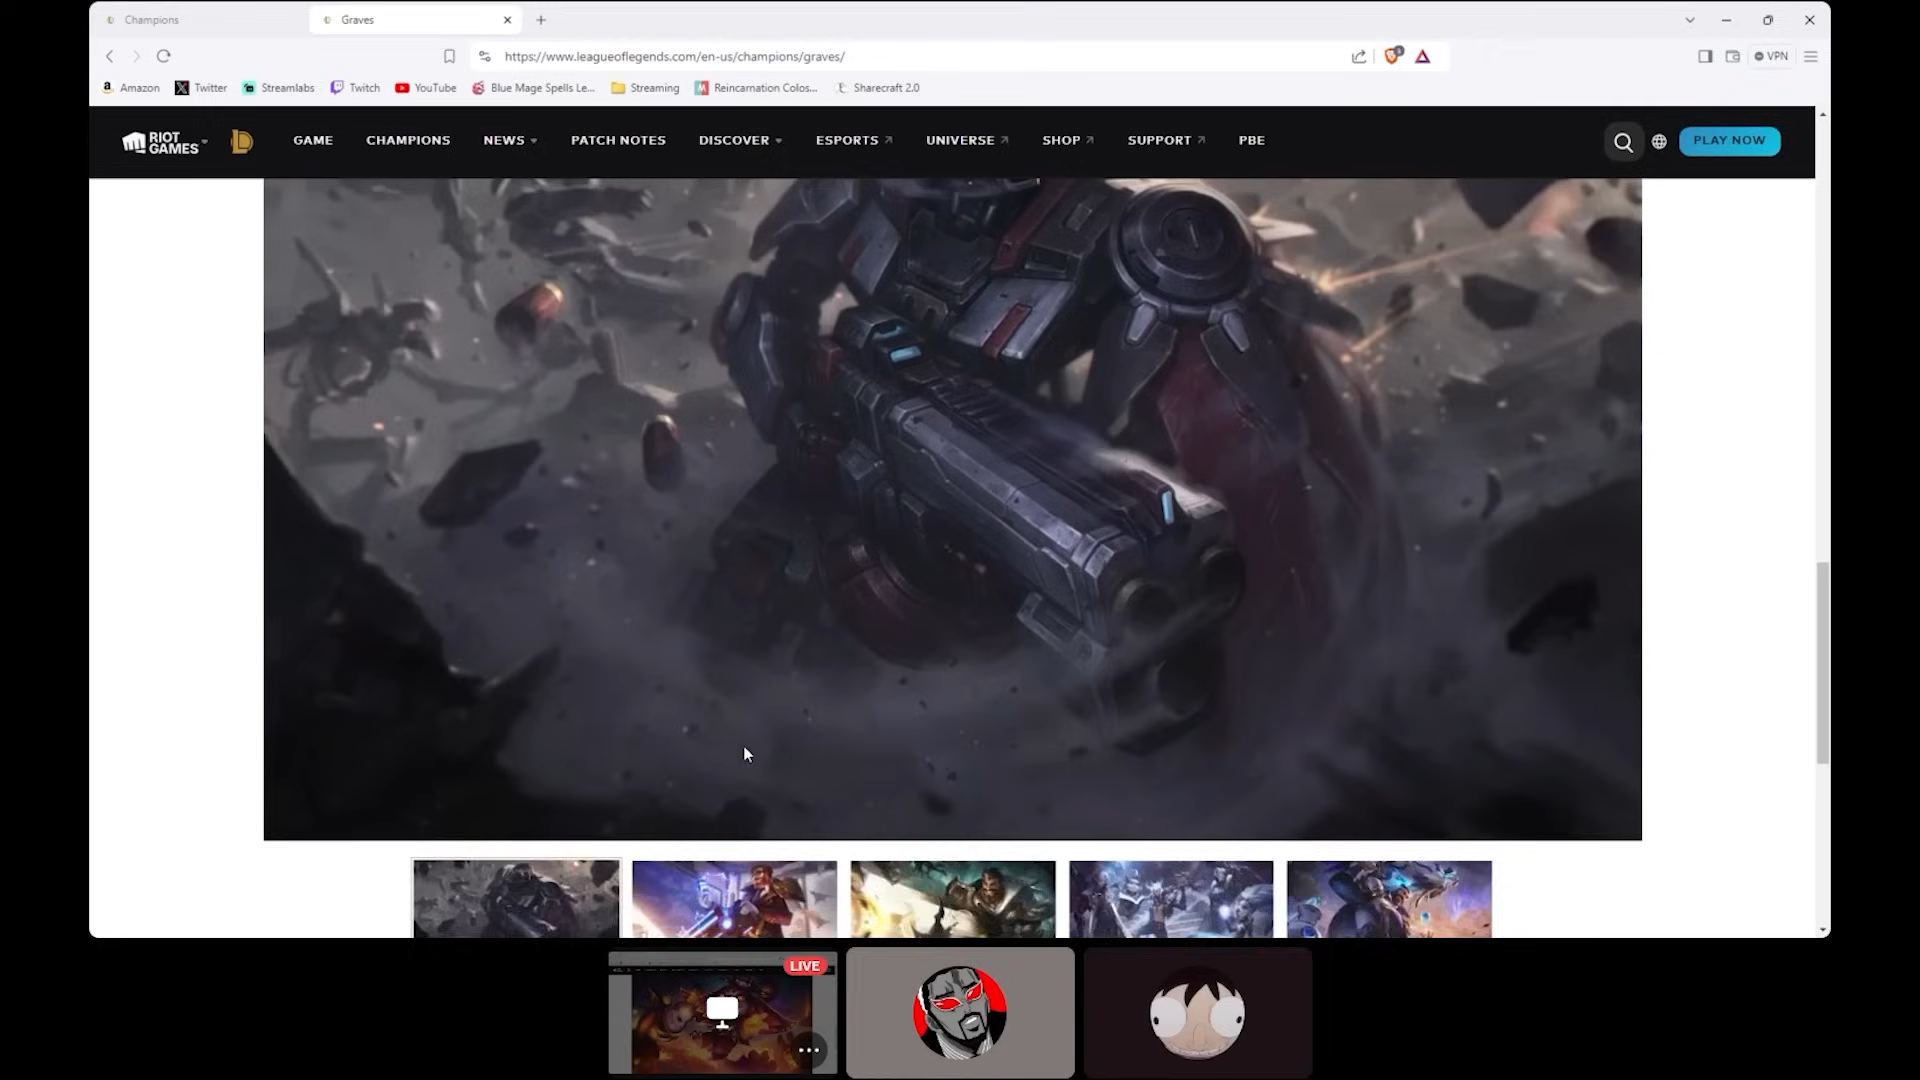 Champions
Graves
https://www.leagueoflegends.com/en-us/champions/graves/
VPN
Amazon
Twitter
Streamlabs
Twitch
YouTube
Blue Mage Spells Le...
Streaming
Reincarnation Colos...
Sharecraft 2.0
RIOT
GAMES
GAME
CHAMPIONS
NEWS
PATCH NOTES
DISCOVER
ESPORTS
UNIVERSE
SHOP
SUPPORT
PBE
PLAY NOW
LIVE